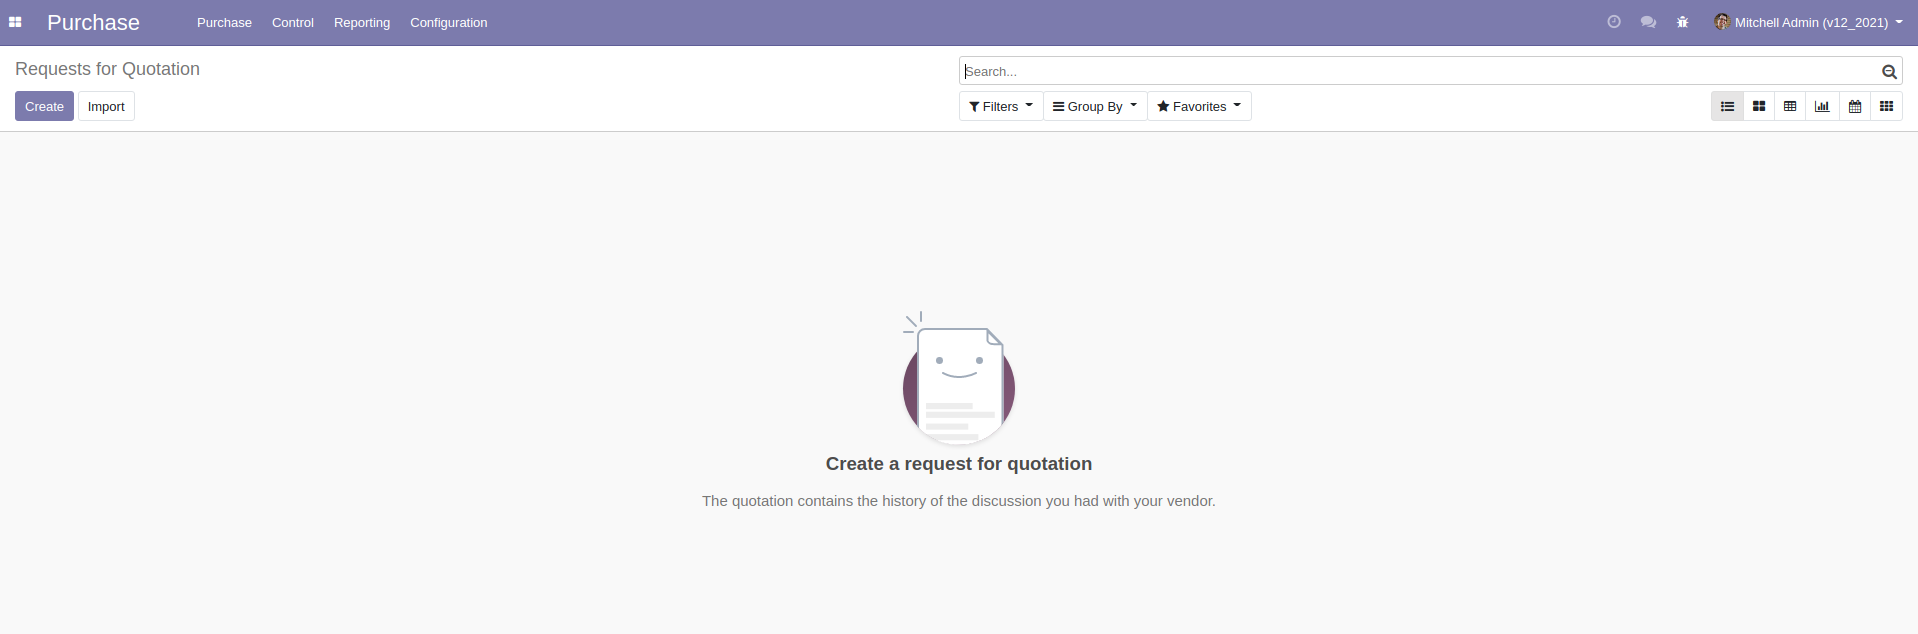 Purchase Purchase Control Reporting Configuration Mitchell Admin (v12_2021)
Requests for Quotation
Search...
Create Import
Filters Group By Favorites
Create a request for quotation
The quotation contains the history of the discussion you had with your vendor.